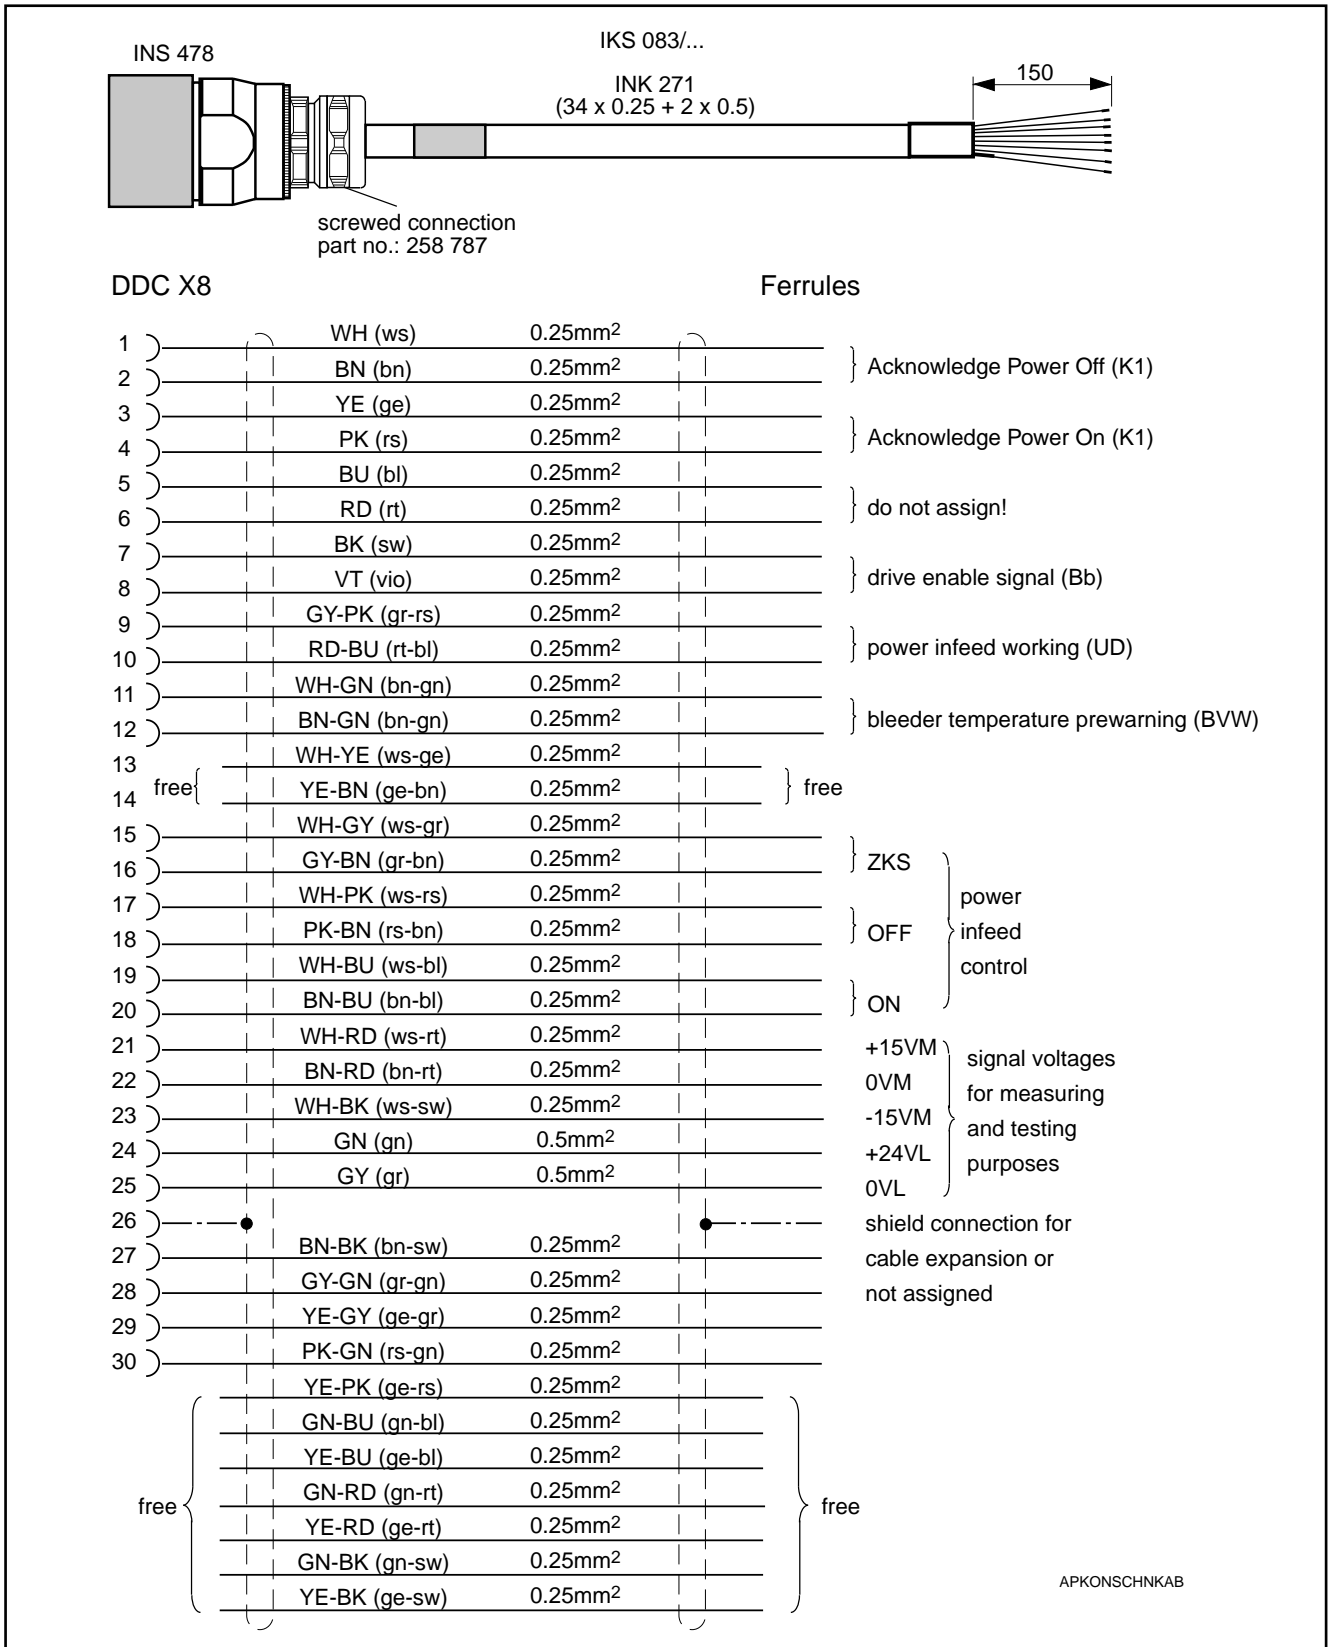 IKS 083/...
INS 478
INK 271
(34 x 0.25 + 2 x 0.5)
150
screwed connection
part no.: 258 787
DDC X8
Ferrules
1 WH (ws) 0.25mm2
2 BN (bn) 0.25mm2
Acknowledge Power Off (K1)
3 YE (ge) 0.25mm2
4 PK (rs) 0.25mm2
Acknowledge Power On (K1)
5 BU (bl) 0.25mm2
6 RD (rt) 0.25mm2
do not assign!
7 BK (sw) 0.25mm2
8 VT (vio) 0.25mm2
drive enable signal (Bb)
9 GY-PK (gr-rs) 0.25mm2
10 RD-BU (rt-bl) 0.25mm2
power infeed working (UD)
11 WH-GN (bn-gn) 0.25mm2
12 BN-GN (bn-gn) 0.25mm2
bleeder temperature prewarning (BVW)
13 WH-YE (ws-ge) 0.25mm2
free
free
14 YE-BN (ge-bn) 0.25mm2
15 WH-GY (ws-gr) 0.25mm2
16 GY-BN (gr-bn) 0.25mm2
ZKS
17 WH-PK (ws-rs) 0.25mm2
18 PK-BN (rs-bn) 0.25mm2
OFF
19 WH-BU (ws-bl) 0.25mm2
20 BN-BU (bn-bl) 0.25mm2
ON
power
infeed
control
21 WH-RD (ws-rt) 0.25mm2 +15VM
22 BN-RD (bn-rt) 0.25mm2 0VM
23 WH-BK (ws-sw) 0.25mm2 -15VM
24 GN (gn) 0.5mm2 +24VL
25 GY (gr) 0.5mm2 0VL
signal voltages
for measuring
and testing
purposes
26
shield connection for
cable expansion or
not assigned
27 BN-BK (bn-sw) 0.25mm2
28 GY-GN (gr-gn) 0.25mm2
29 YE-GY (ge-gr) 0.25mm2
30 PK-GN (rs-gn) 0.25mm2
YE-PK (ge-rs) 0.25mm2
GN-BU (gn-bl) 0.25mm2
YE-BU (ge-bl) 0.25mm2
GN-RD (gn-rt) 0.25mm2
free
free
YE-RD (ge-rt) 0.25mm2
GN-BK (gn-sw) 0.25mm2
YE-BK (ge-sw) 0.25mm2
APKONSCHNKAB